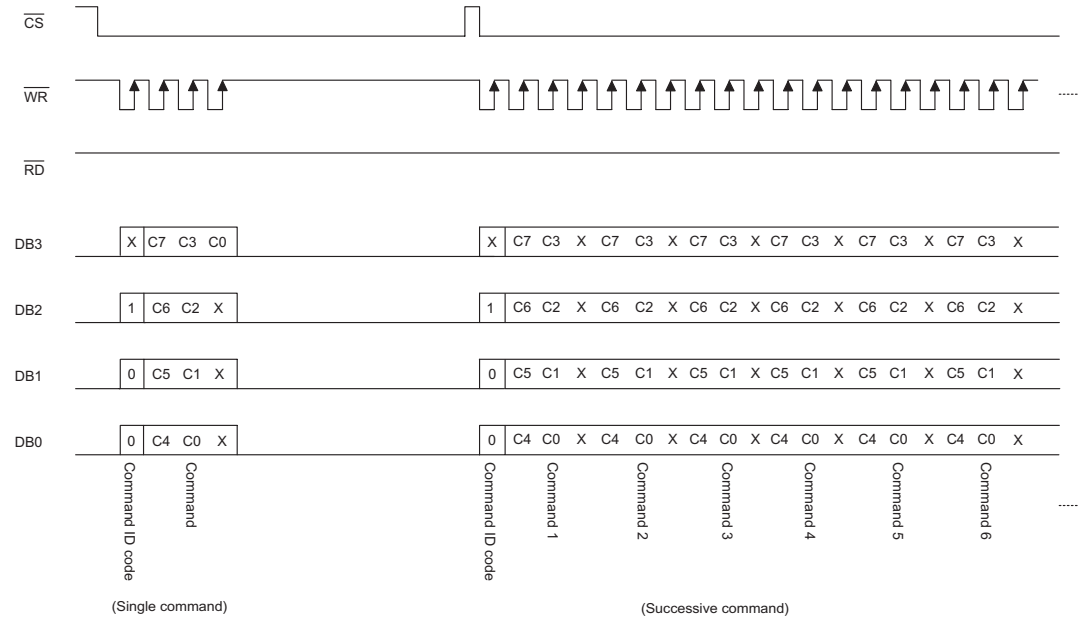 CS
WR
RD
DB3 X C7 C3 C0 X C7 C3 X C7 C3 X C7 C3 X C7 C3 X C7 C3 X C7 C3 X
DB2 1 C6 C2 X 1 C6 C2 X C6 C2 X C6 C2 X C6 C2 X C6 C2 X C6 C2 X
DB1 0 C5 C1 X 0 C5 C1 X C5 C1 X C5 C1 X C5 C1 X C5 C1 X C5 C1 X
DB0 0 C4 C0 X 0 C4 C0 X C4 C0 X C4 C0 X C4 C0 X C4 C0 X C4 C0 X
Command ID code
Command
Command ID code
Command 1
Command 2
Command 3
Command 4
Command 5
Command 6
(Single command)
(Successive command)